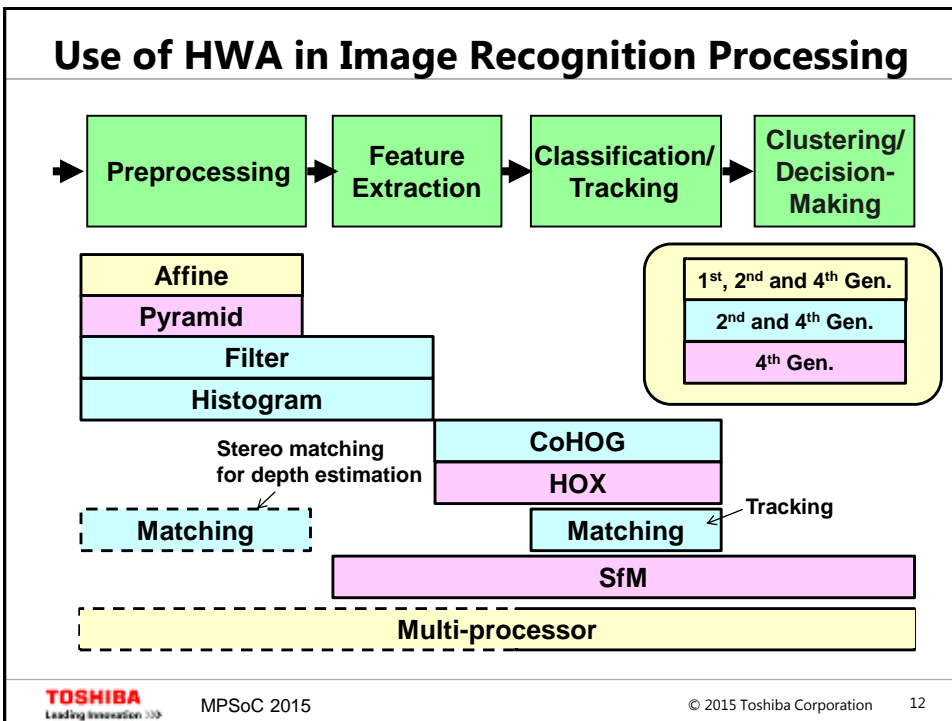 Use of HWA in Image Recognition Processing
Preprocessing
Feature
Extraction
Classification/
Tracking
Clustering/
Decision-
Making
Affine
Pyramid
Filter
Histogram
1st, 2nd and 4th Gen.
2nd and 4th Gen.
4th Gen.
CoHOG
HOX
Stereo matching
for depth estimation
Matching
Matching
Tracking
SfM
Multi-processor
TOSHIBA
Leading Innovation >>>
MPSoC 2015
© 2015 Toshiba Corporation
12